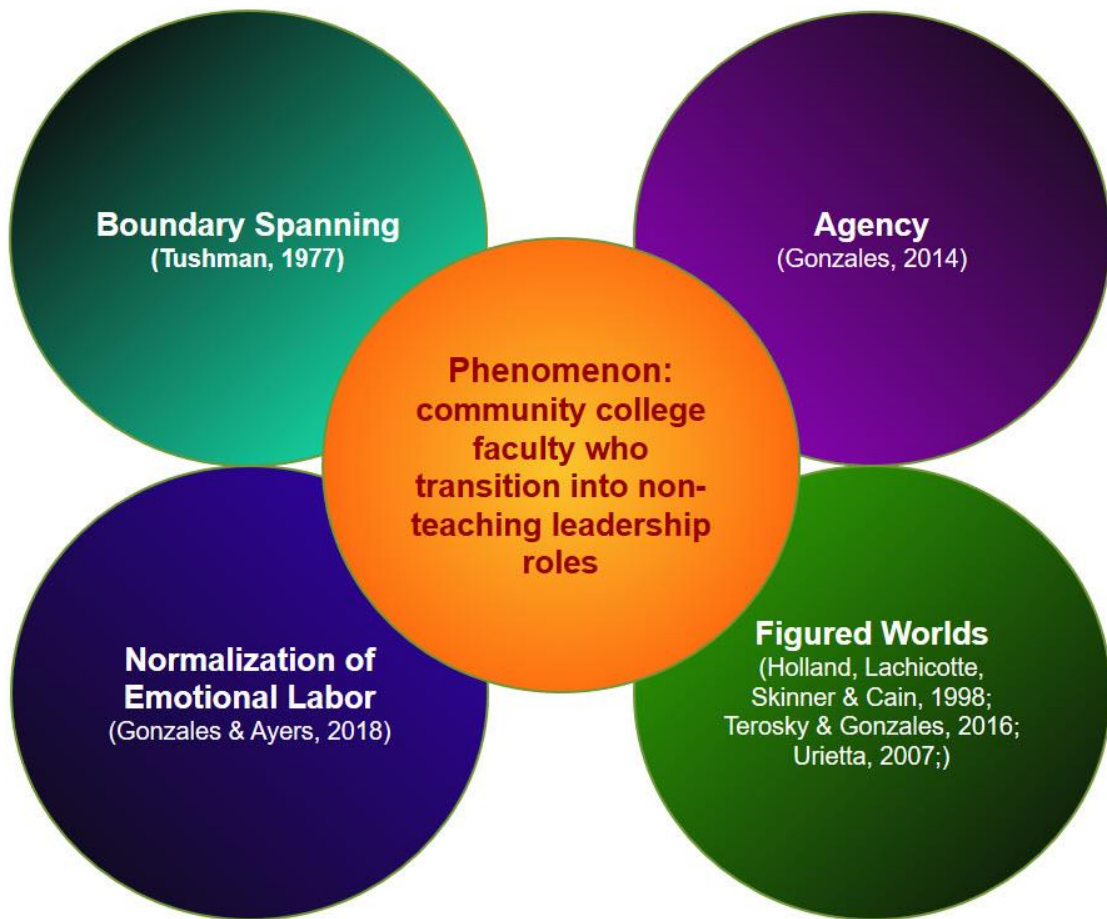 Boundary Spanning
(Tushman, 1977)
Agency
(Gonzales, 2014)
Phenomenon:
community college
faculty who
transition into non-
teaching leadership
roles
Normalization of
Emotional Labor
(Gonzales & Ayers, 2018)
Figured Worlds
(Holland, Lachicotte,
Skinner & Cain, 1998;
Terosky & Gonzales, 2016;
Urietta, 2007;)